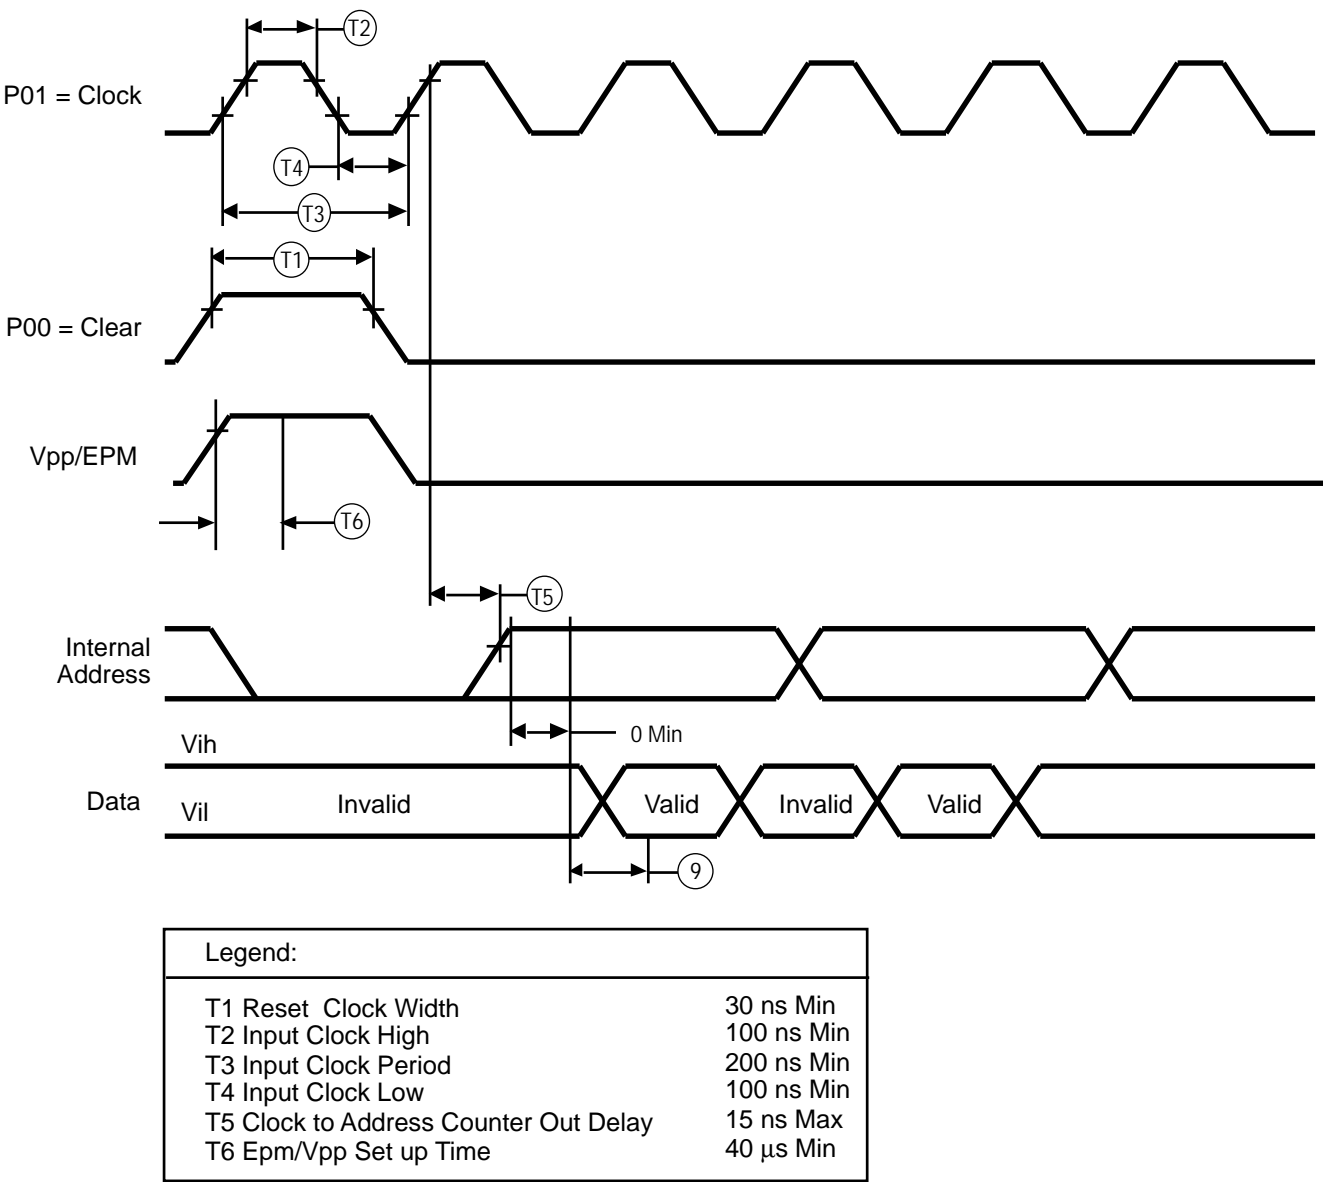 T2
P01 = Clock
T4
T3
T1
P00 = Clear
Vpp/EPM
T6
T5
Internal
Address
0 Min
Vih
Data
Vil
Invalid
Valid
Invalid
Valid
9
Legend:
T1 Reset Clock Width 30 ns Min
T2 Input Clock High 100 ns Min
T3 Input Clock Period 200 ns Min
T4 Input Clock Low 100 ns Min
T5 Clock to Address Counter Out Delay 15 ns Max
T6 Epm/Vpp Set up Time 40 µs Min